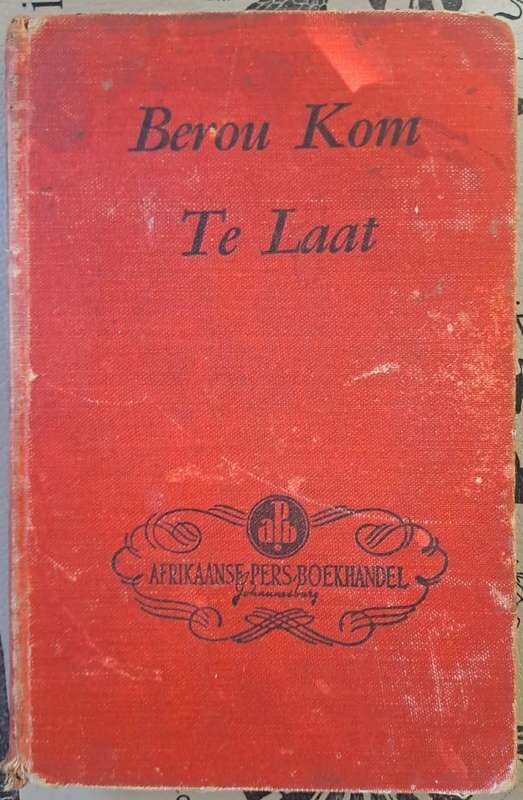 Berou Kom
Te Laat
aPb
AFRIKAANSE-PERS-BOEKHANDEL
Johannesburg